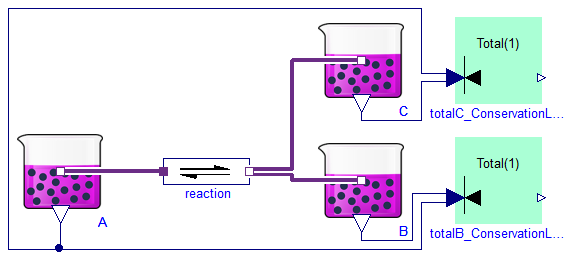 Total(1)
C
totalC_ConservationL...
Total(1)
reaction
A
B
totalB_ConservationL...